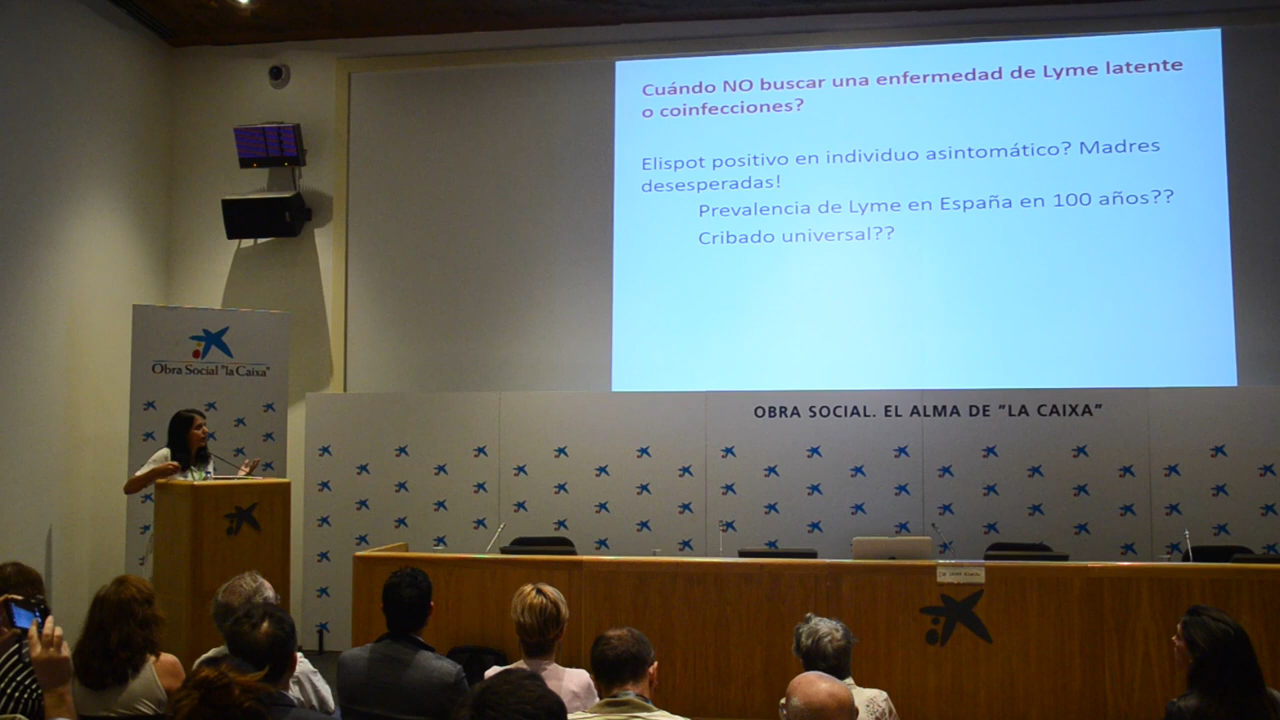 Cuándo NO buscar una enfermedad de Lyme latente
o coinfecciones?
Elispot positivo en individuo asintomático? Madres
desesperadas!
Prevalencia de Lyme en España en 100 años??
Cribado universal??
Obra Social "la Caixa"
OBRA SOCIAL. EL ALMA DE "LA CAIXA"